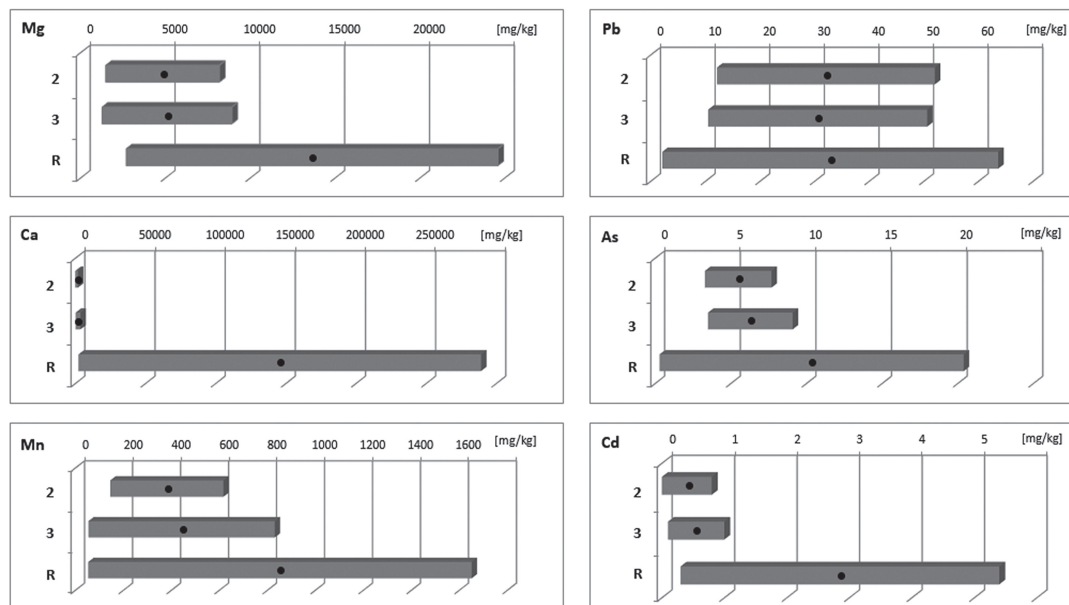 Mg 0 5000 10000 15000 20000 [mg/kg]
2
3
R
Pb 0 10 20 30 40 50 60 [mg/kg]
2
3
R
Ca 0 50000 100000 150000 200000 250000 [mg/kg]
2
3
R
As 0 5 10 15 20 [mg/kg]
2
3
R
Mn 0 200 400 600 800 1000 1200 1400 1600 [mg/kg]
2
3
R
Cd 0 1 2 3 4 5 [mg/kg]
2
3
R